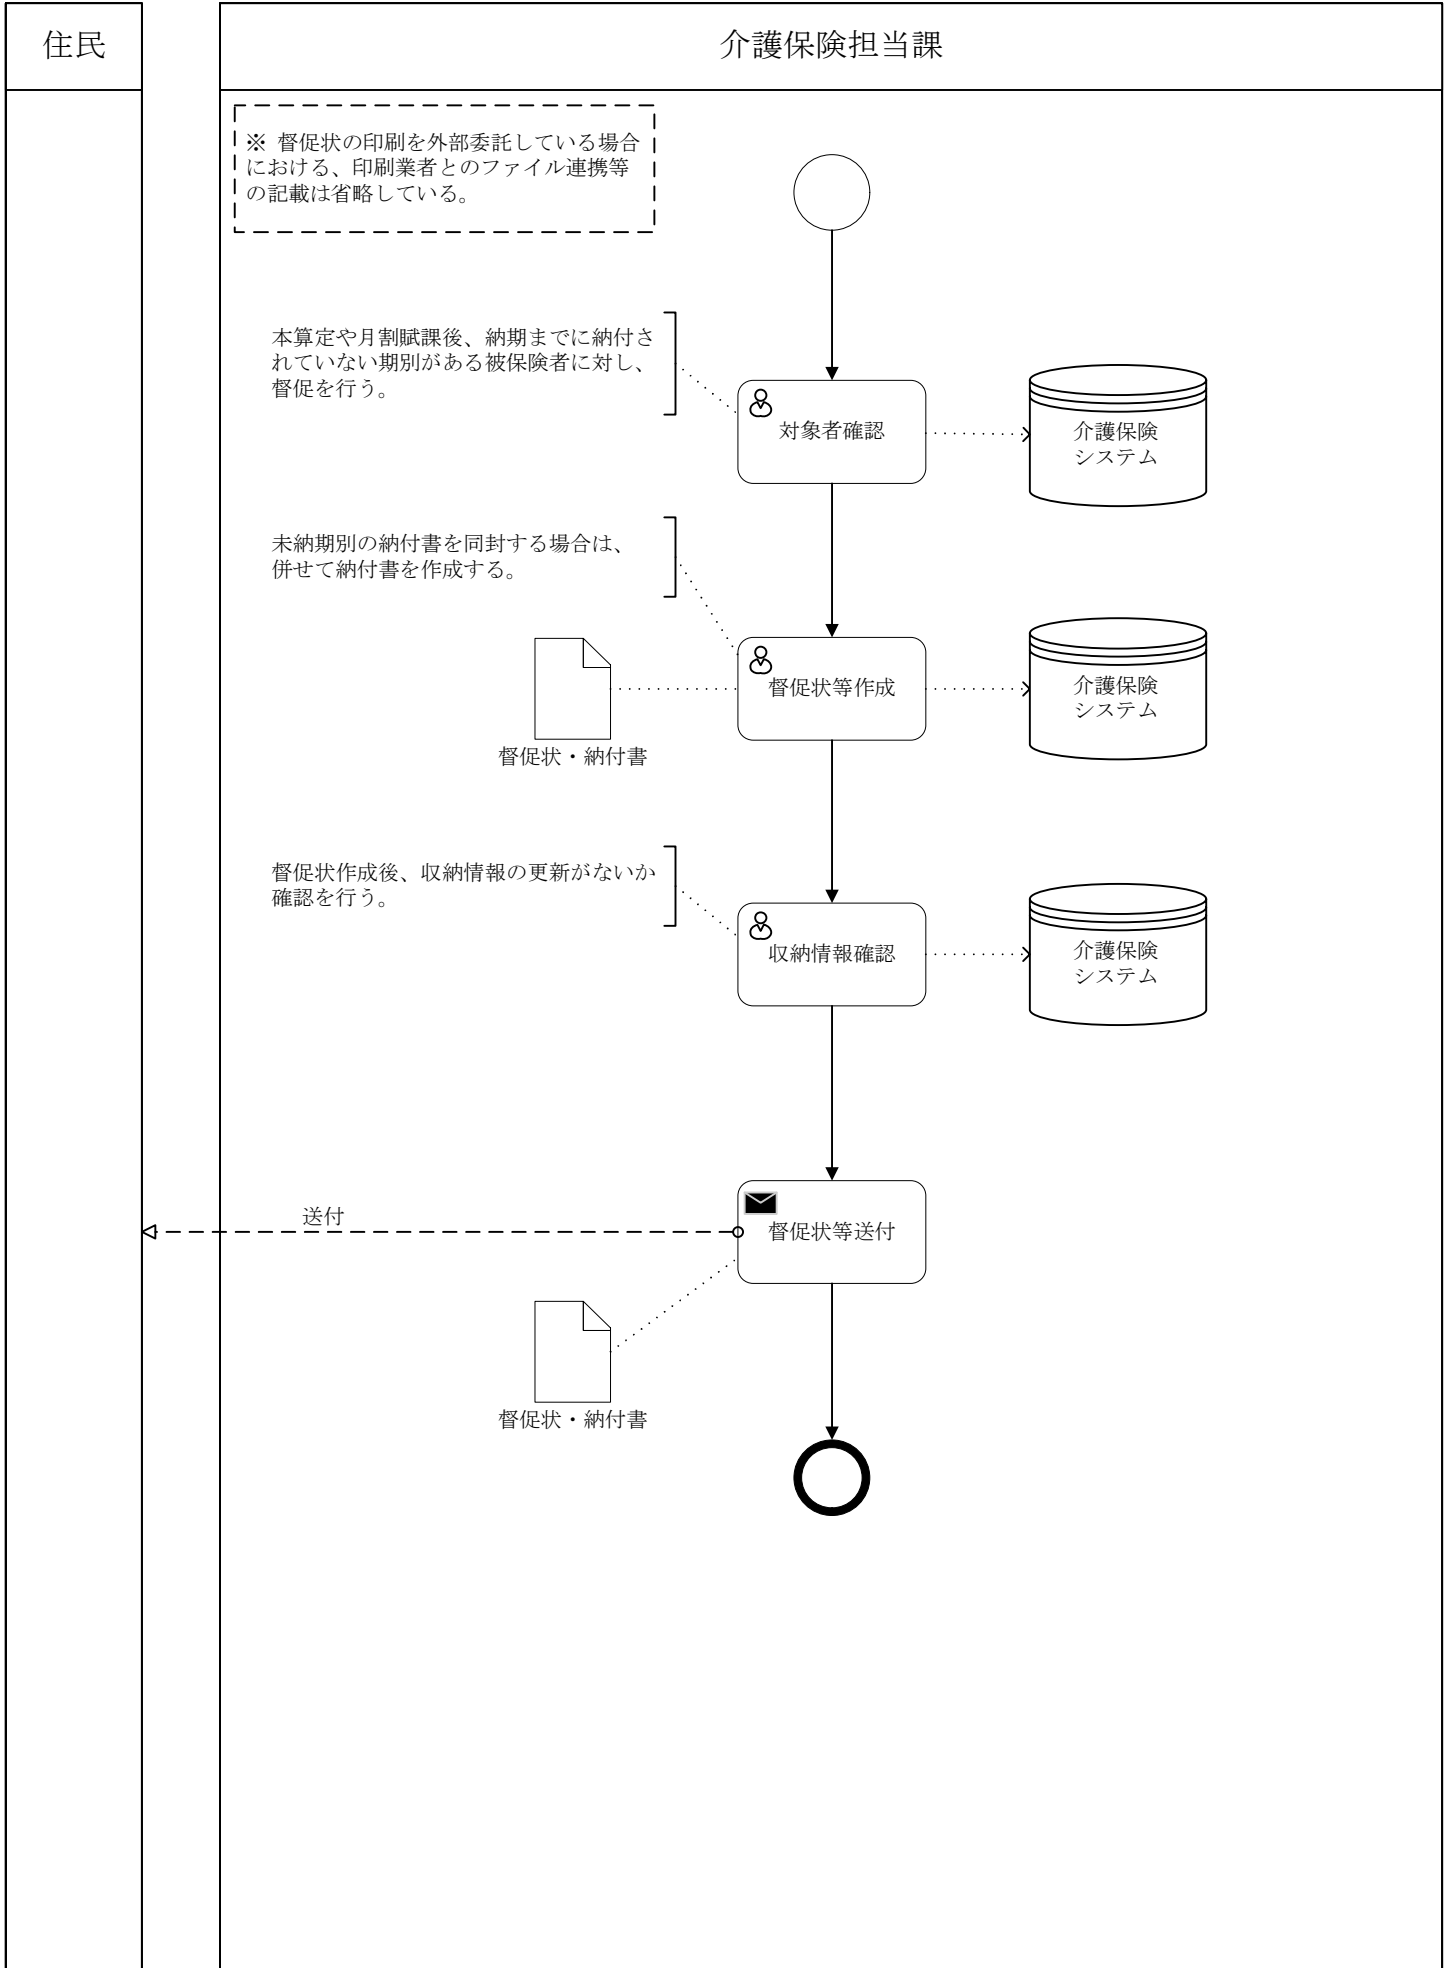 住民
介護保険担当課
※ 督促状の印刷を外部委託している場合
における、印刷業者とのファイル連携等
の記載は省略している。
本算定や月割賦課後、納期までに納付さ
れていない期別がある被保険者に対し、
督促を行う。
対象者確認
介護保険
システム
未納期別の納付書を同封する場合は、
併せて納付書を作成する。
督促状等作成
介護保険
システム
督促状・納付書
督促状作成後、収納情報の更新がないか
確認を行う。
収納情報確認
介護保険
システム
送付
督促状等送付
督促状・納付書